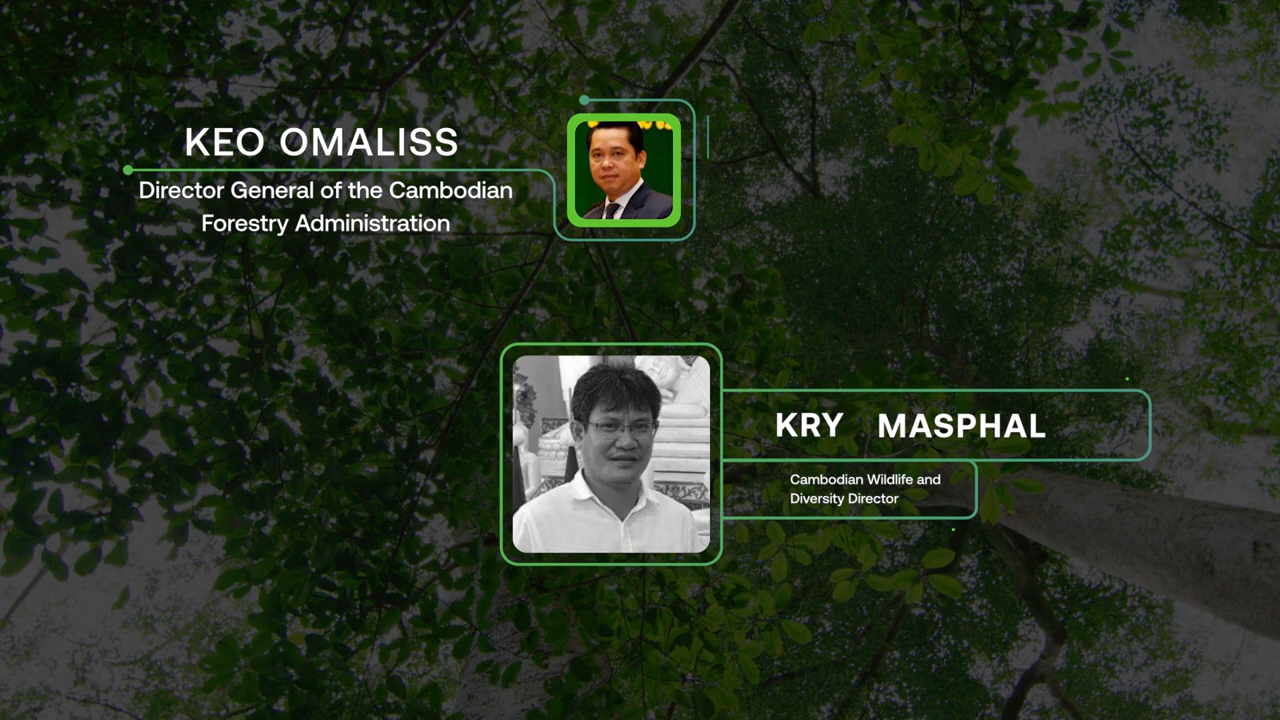 KEO OMALISS
Director General of the Cambodian
Forestry Administration
KRY MASPHAL
Cambodian Wildlife and
Diversity Director